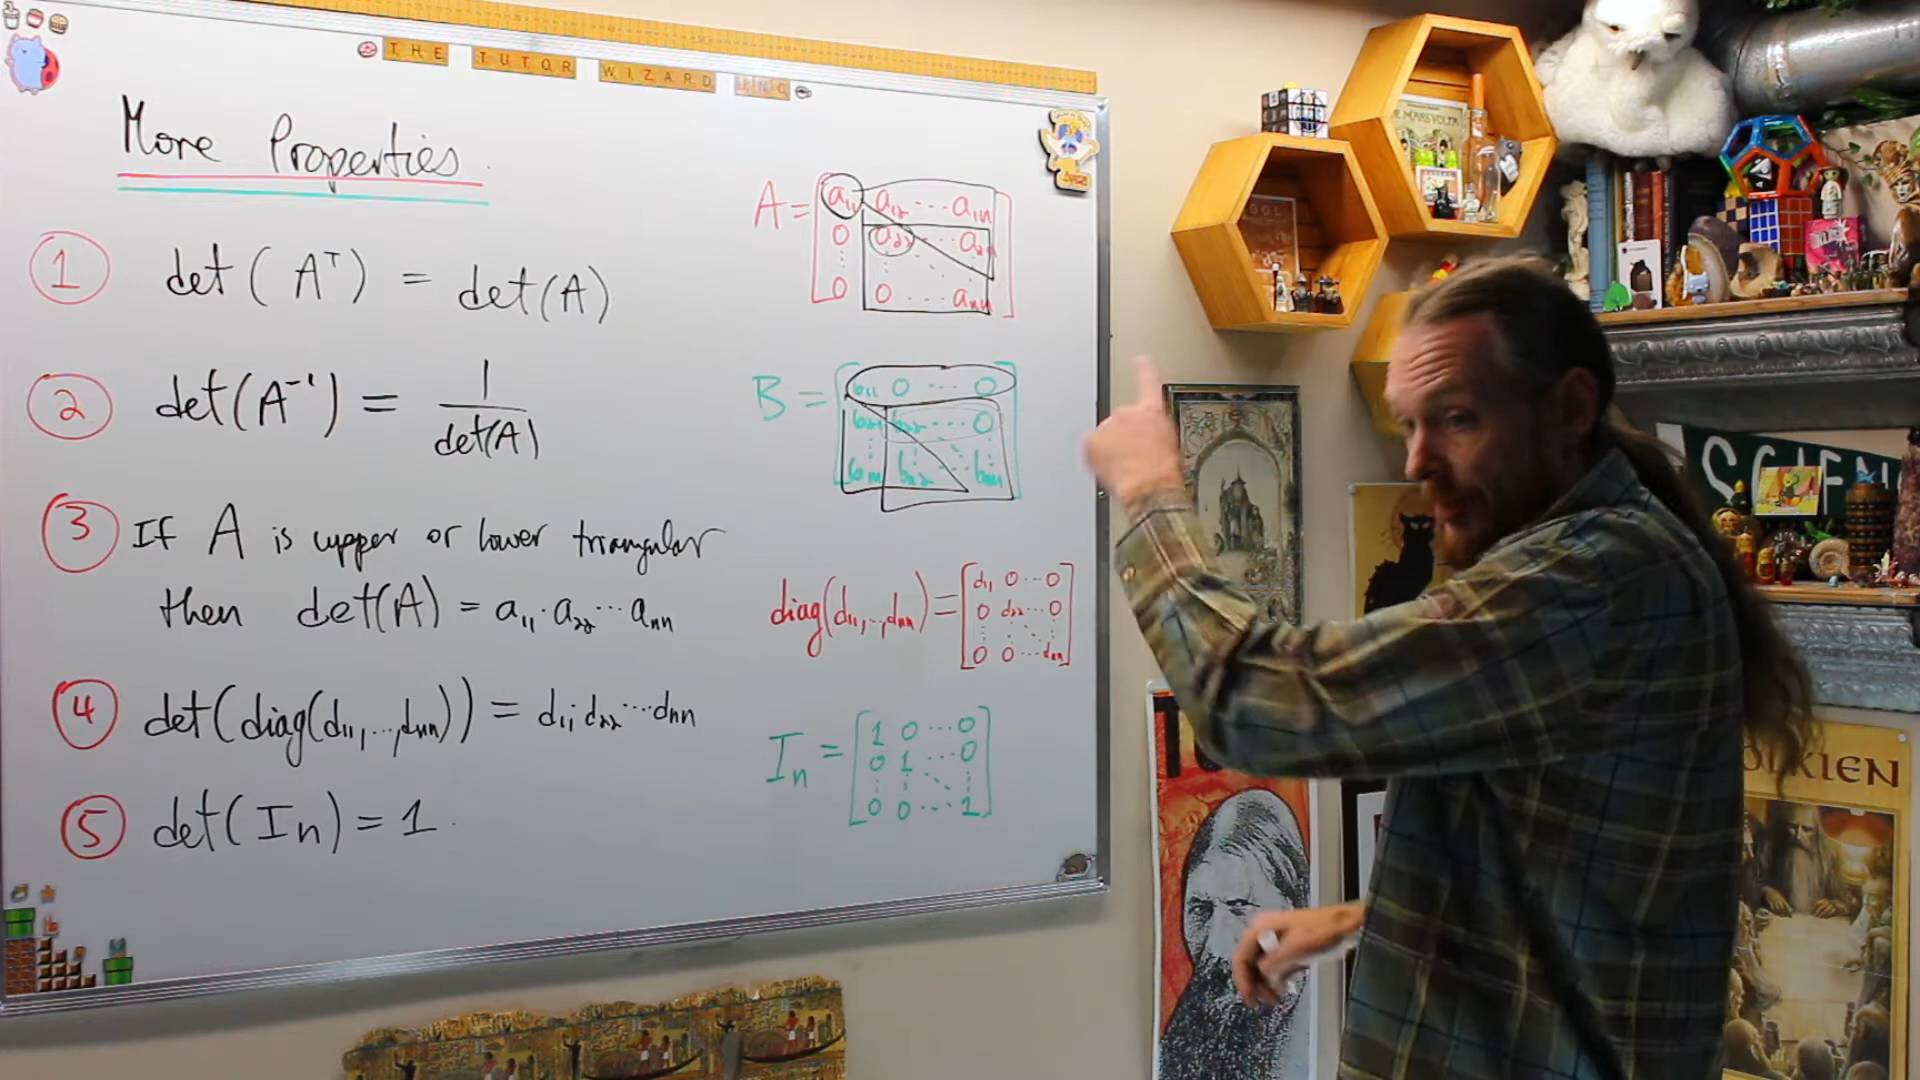 THE TUTOR WIZARD
More Properties.
1 det(Aᵀ) = det(A)
2 det(A⁻¹) = 1/det(A)
3 If A is upper or lower triangular
then det(A) = a₁₁·a₂₂⋯aₙₙ
4 det(diag(d₁₁,...,dₙₙ)) = d₁₁d₂₂⋯dₙₙ
5 det(Iₙ) = 1.
A = [a₁₁ a₁₂ ⋯ a₁ₙ
0 a₂₂ ⋯ a₂ₙ
⋮ ⋮ ⋱ ⋮
0 0 ⋯ aₙₙ]
B = [b₁₁ 0 ⋯ 0
b₂₁ b₂₂ ⋯ 0
⋮ ⋮ ⋱ ⋮
bₙ₁ bₙ₂ ⋯ bₙₙ]
diag(d₁₁,..,dₙₙ) = [d₁₁ 0 ⋯ 0
0 d₂₂ ⋯ 0
⋮ ⋮ ⋱ ⋮
0 0 ⋯ dₙₙ]
Iₙ = [1 0 ⋯ 0
0 1 ⋯ 0
⋮ ⋮ ⋱ ⋮
0 0 ⋯ 1]
SCIEN
OLKIEN